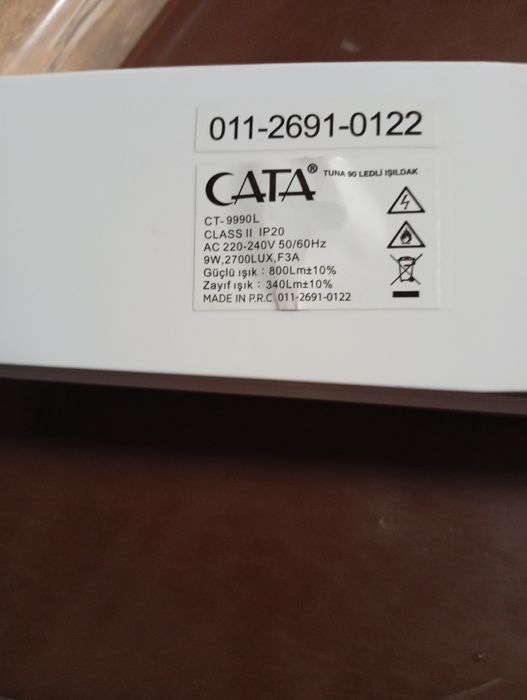 011-2691-0122
CATA® TUNA 90 LEDLİ IŞILDAK
CT-9990L
CLASS II IP20
AC 220-240V 50/60Hz
9W,2700LUX,F3A
Güçlü ışık : 800Lm±10%
Zayıf ışık : 340Lm±10%
MADE IN P.R.C 011-2691-0122